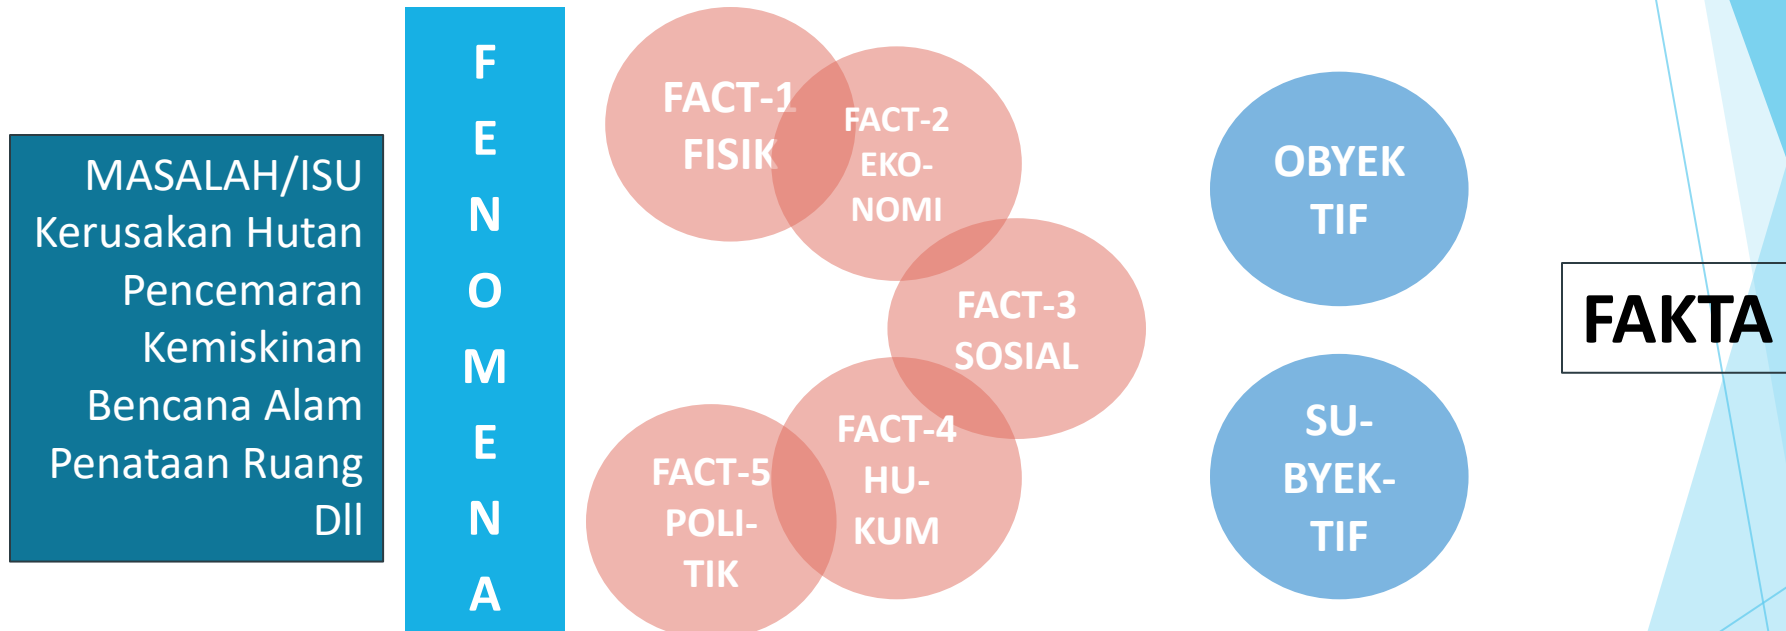 MASALAH/ISU
Kerusakan Hutan
Pencemaran
Kemiskinan
Bencana Alam
Penataan Ruang
Dll
F
E
N
O
M
E
N
A
FACT-1
FISIK
FACT-2
EKO-
NOMI
FACT-3
SOSIAL
FACT-4
HU-
KUM
FACT-5
POLI-
TIK
OBYEK
TIF
SU-
BYEK-
TIF
FAKTA